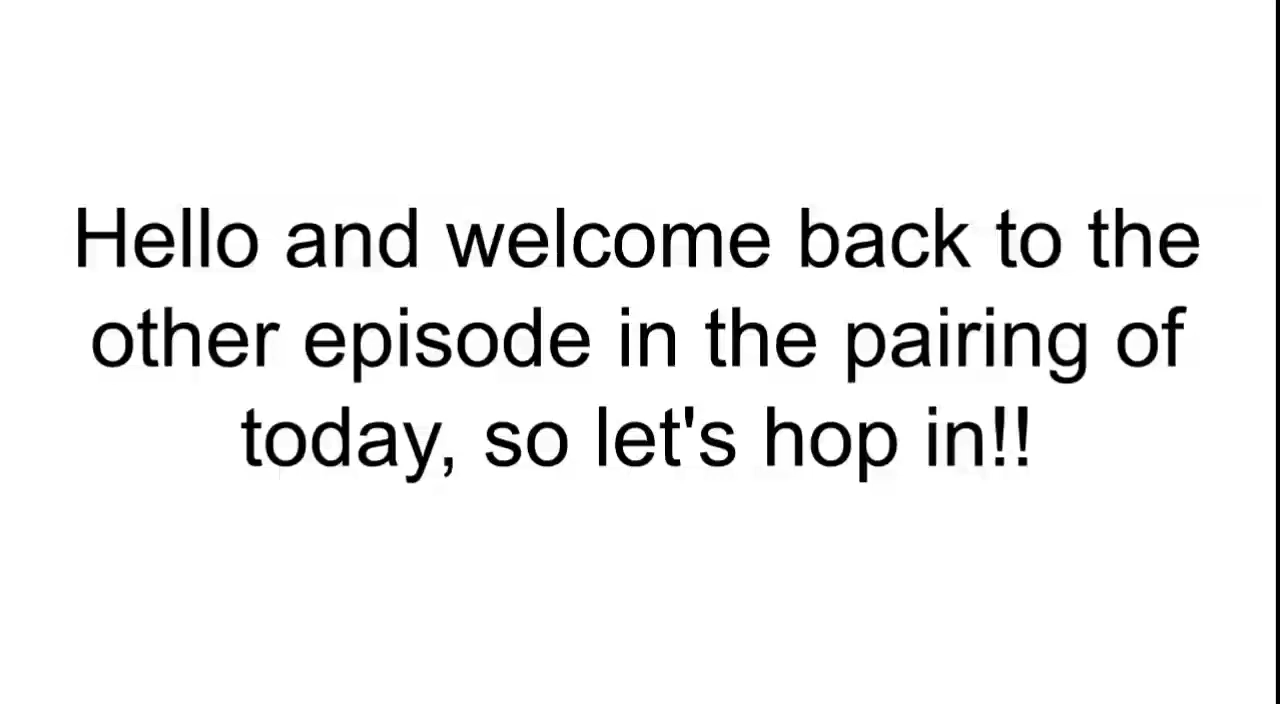 Hello and welcome back to the
other episode in the pairing of
today, so let's hop in!!